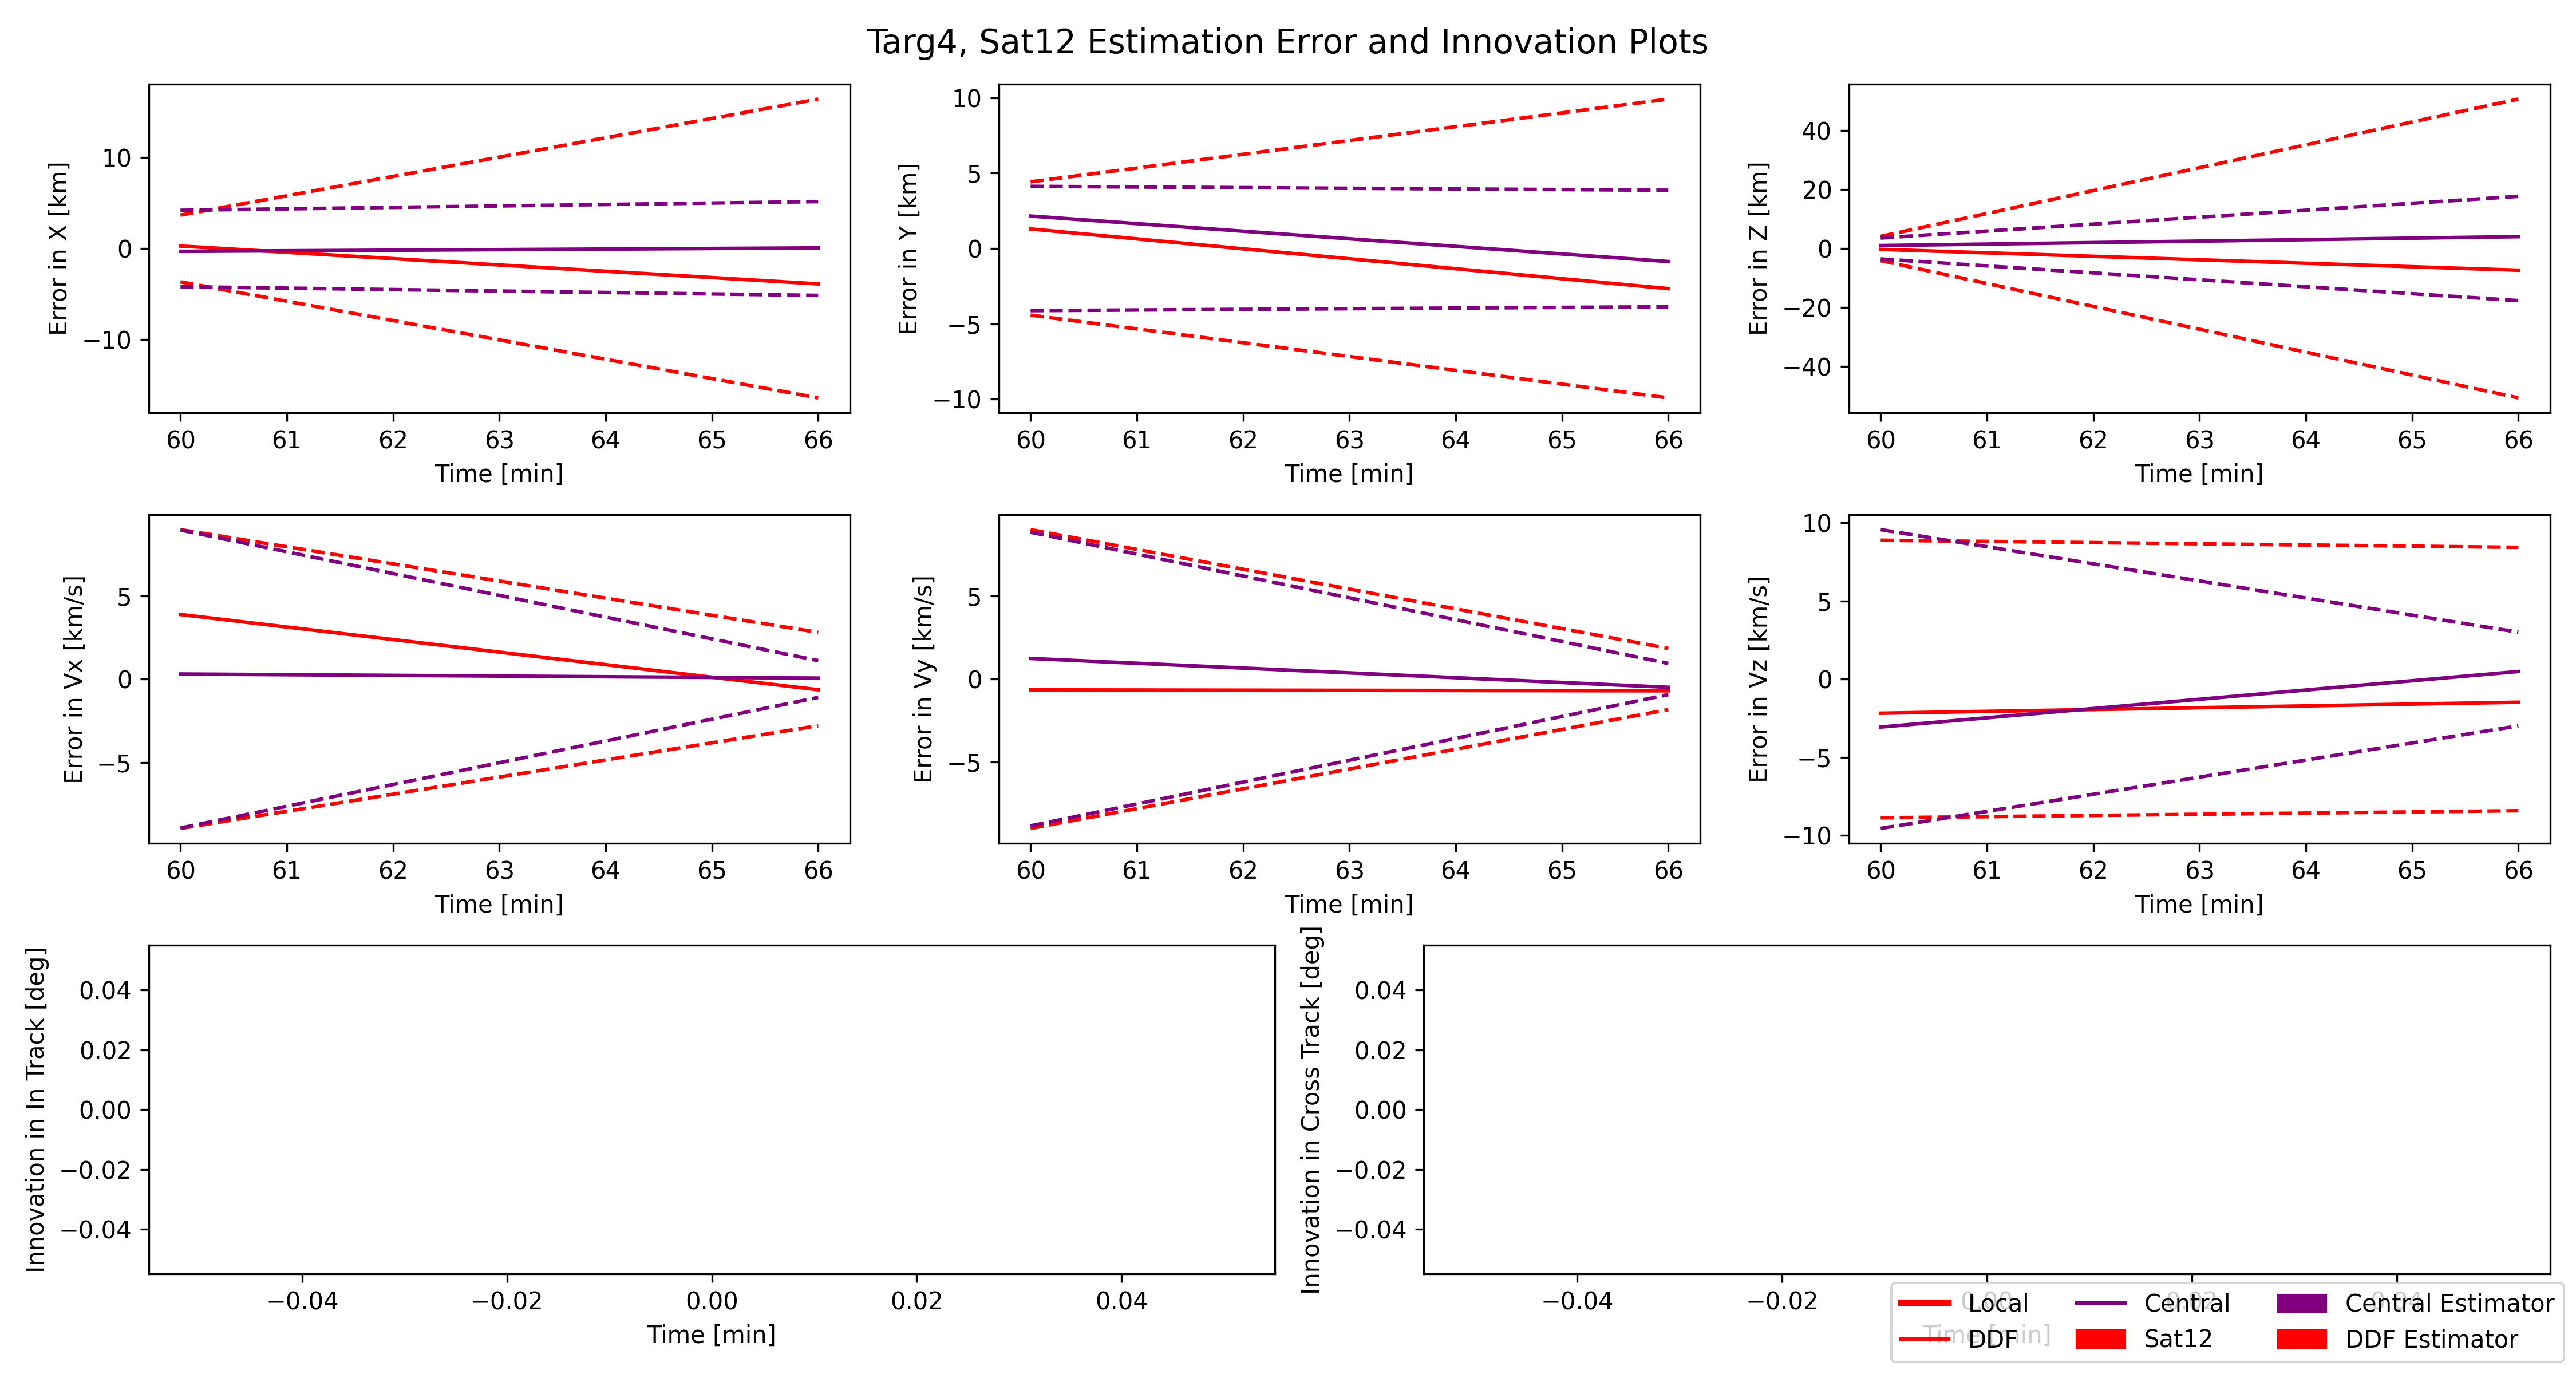 Targ4, Sat12 Estimation Error and Innovation Plots
Error in X [km]
10
0
−10
60 61 62 63 64 65 66
Time [min]
Error in Y [km]
10
5
0
−5
−10
60 61 62 63 64 65 66
Time [min]
Error in Z [km]
40
20
0
−20
−40
60 61 62 63 64 65 66
Time [min]
Error in Vx [km/s]
5
0
−5
60 61 62 63 64 65 66
Time [min]
Error in Vy [km/s]
5
0
−5
60 61 62 63 64 65 66
Time [min]
Error in Vz [km/s]
10
5
0
−5
−10
60 61 62 63 64 65 66
Time [min]
Innovation in In Track [deg]
0.04
0.02
0.00
−0.02
−0.04
−0.04 −0.02 0.00 0.02 0.04
Time [min]
Innovation in Cross Track [deg]
0.04
0.02
0.00
−0.02
−0.04
−0.04 −0.02 0.00 0.02 0.04
Time [min]
Local Central Central Estimator
DDF Sat12 DDF Estimator